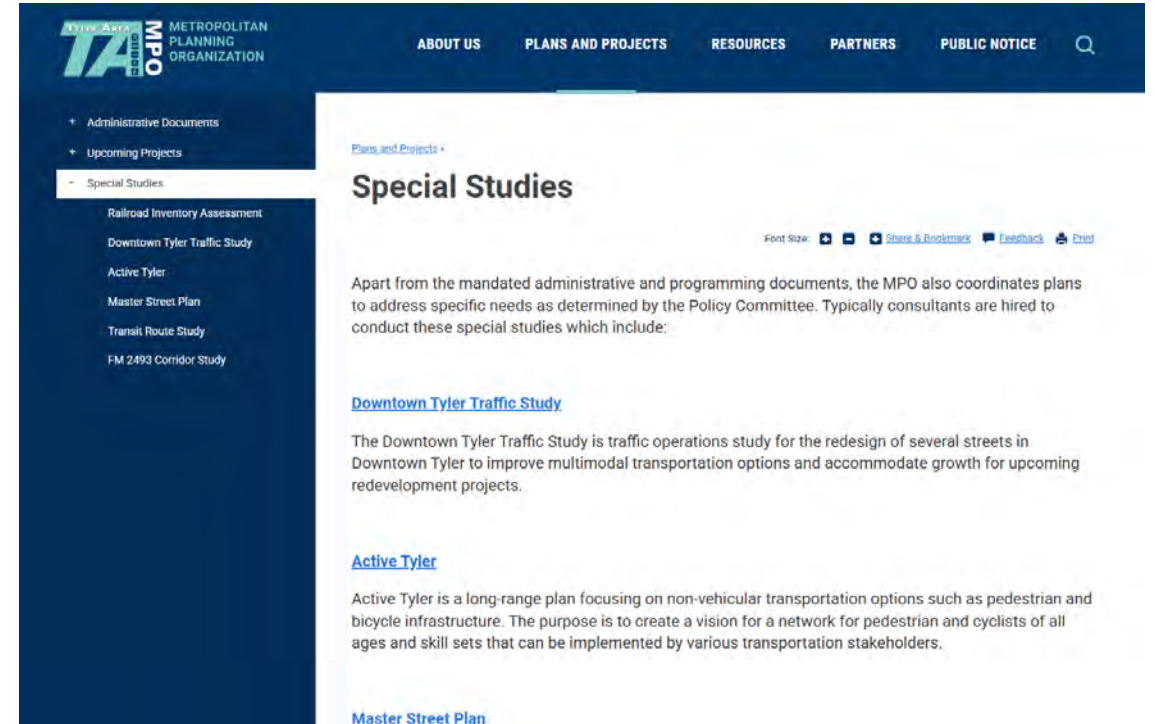 Tyler Area
TA MPO
METROPOLITAN
PLANNING
ORGANIZATION
ABOUT US PLANS AND PROJECTS RESOURCES PARTNERS PUBLIC NOTICE
+ Administrative Documents
+ Upcoming Projects
- Special Studies
Railroad Inventory Assessment
Downtown Tyler Traffic Study
Active Tyler
Master Street Plan
Transit Route Study
FM 2493 Corridor Study
Plans and Projects ›
Special Studies
Font Size: + - + Share & Bookmark Feedback Print
Apart from the mandated administrative and programming documents, the MPO also coordinates plans
to address specific needs as determined by the Policy Committee. Typically consultants are hired to
conduct these special studies which include:
Downtown Tyler Traffic Study
The Downtown Tyler Traffic Study is traffic operations study for the redesign of several streets in
Downtown Tyler to improve multimodal transportation options and accommodate growth for upcoming
redevelopment projects.
Active Tyler
Active Tyler is a long-range plan focusing on non-vehicular transportation options such as pedestrian and
bicycle infrastructure. The purpose is to create a vision for a network for pedestrian and cyclists of all
ages and skill sets that can be implemented by various transportation stakeholders.
Master Street Plan